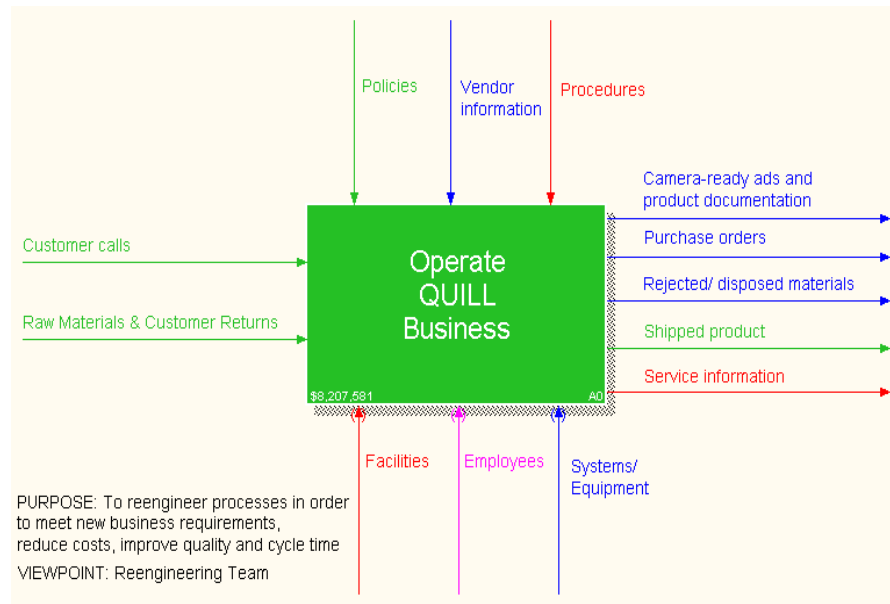 Policies
Vendor
information
Procedures
Camera-ready ads and
product documentation
Purchase orders
Rejected/ disposed materials
Shipped product
Service information
Customer calls
Raw Materials & Customer Returns
Operate
QUILL
Business
$8,207,581
A0
Facilities
Employees
Systems/
Equipment
PURPOSE: To reengineer processes in order
to meet new business requirements,
reduce costs, improve quality and cycle time
VIEWPOINT: Reengineering Team